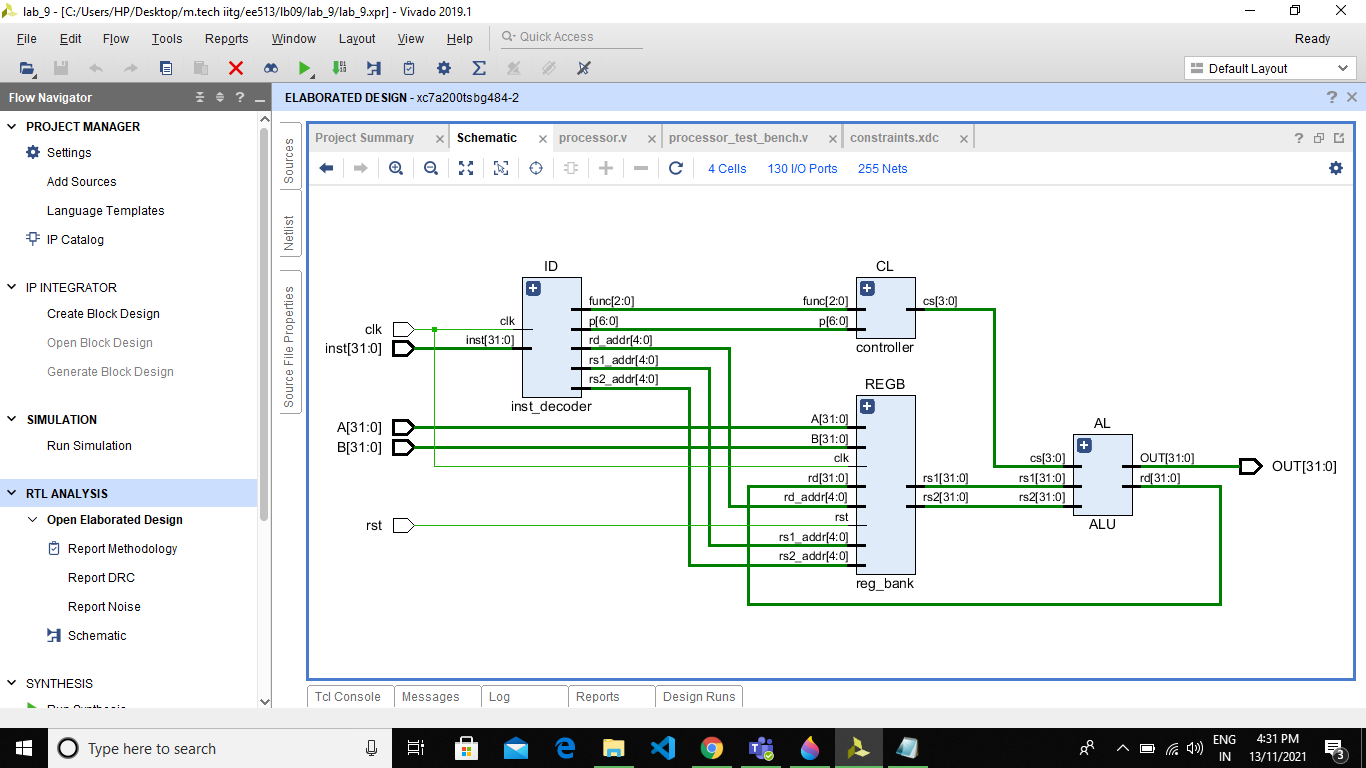 lab_9 - [C:/Users/HP/Desktop/m.tech iitg/ee513/lb09/lab_9/lab_9.xpr] - Vivado 2019.1
File Edit Flow Tools Reports Window Layout View Help Quick Access Ready
Default Layout
Flow Navigator
ELABORATED DESIGN - xc7a200tsbg484-2
PROJECT MANAGER
Settings
Add Sources
Language Templates
IP Catalog
IP INTEGRATOR
Create Block Design
Open Block Design
Generate Block Design
SIMULATION
Run Simulation
RTL ANALYSIS
Open Elaborated Design
Report Methodology
Report DRC
Report Noise
Schematic
SYNTHESIS
Run Synthesis
Sources
Netlist
Source File Properties
Project Summary Schematic processor.v processor_test_bench.v constraints.xdc
4 Cells 130 I/O Ports 255 Nets
clk
inst[31:0]
A[31:0]
B[31:0]
rst
ID
clk
inst[31:0]
func[2:0]
p[6:0]
rd_addr[4:0]
rs1_addr[4:0]
rs2_addr[4:0]
inst_decoder
CL
func[2:0]
p[6:0]
cs[3:0]
controller
REGB
A[31:0]
B[31:0]
clk
rd[31:0]
rd_addr[4:0]
rst
rs1_addr[4:0]
rs2_addr[4:0]
rs1[31:0]
rs2[31:0]
reg_bank
AL
cs[3:0]
rs1[31:0]
rs2[31:0]
OUT[31:0]
rd[31:0]
ALU
OUT[31:0]
Tcl Console Messages Log Reports Design Runs
Type here to search
ENG
IN
4:31 PM
13/11/2021
3